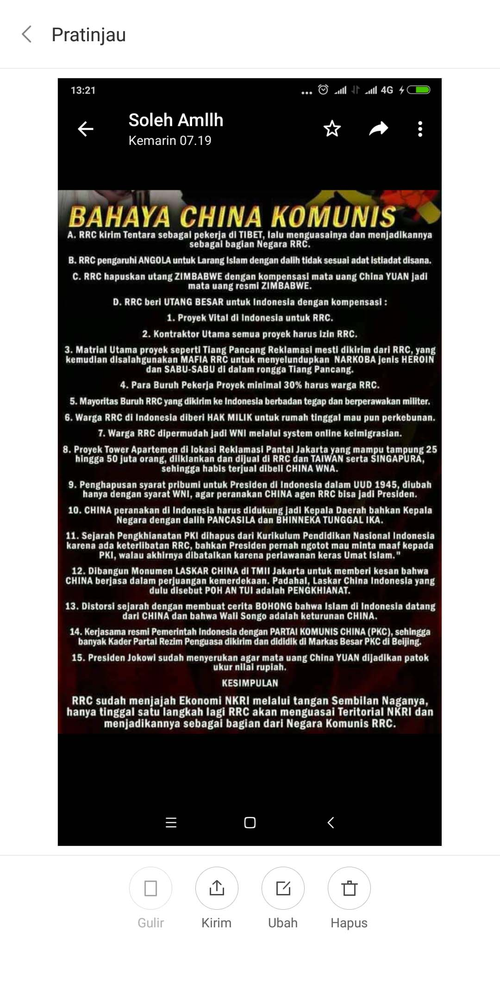 Pratinjau
13:21
4G
Soleh Amllh
Kemarin 07.19
BAHAYA CHINA KOMUNIS
A. RRC kirim Tentara sebagai pekerja di TIBET, lalu menguasainya dan menjadikannya
sebagai bagian Negara RRC.
B. RRC pengaruhi ANGOLA untuk Larang Islam dengan dalih tidak sesuai adat istiadat disana.
C. RRC hapuskan utang ZIMBABWE dengan kompensasi mata uang China YUAN jadi
mata uang resmi ZIMBABWE.
D. RRC beri UTANG BESAR untuk Indonesia dengan kompensasi :
1. Proyek Vital di Indonesia untuk RRC.
2. Kontraktor Utama semua proyek harus izin RRC.
3. Matrial Utama proyek seperti Tiang Pancang Reklamasi mesti dikirim dari RRC, yang
kemudian disalahgunakan MAFIA RRC untuk menyelundupkan NARKOBA jenis HEROIN
dan SABU-SABU di dalam rongga Tiang Pancang.
4. Para Buruh Pekerja Proyek minimal 30% harus warga RRC.
5. Mayoritas Buruh RRC yang dikirim ke Indonesia berbadan tegap dan berperawakan militer.
6. Warga RRC di Indonesia diberi HAK MILIK untuk rumah tinggal mau pun perkebunan.
7. Warga RRC dipermudah jadi WNI melalui system online keimigrasian.
8. Proyek Tower Apartemen di lokasi Reklamasi Pantai Jakarta yang mampu tampung 25
hingga 50 juta orang, diiklankan dan dijual di RRC dan TAIWAN serta SINGAPURA,
sehingga habis terjual dibeli CHINA WNA.
9. Penghapusan syarat pribumi untuk Presiden di Indonesia dalam UUD 1945, diubah
hanya dengan syarat WNI, agar peranakan CHINA agen RRC bisa jadi Presiden.
10. CHINA peranakan di Indonesia harus didukung jadi Kepala Daerah bahkan Kepala
Negara dengan dalih PANCASILA dan BHINNEKA TUNGGAL IKA.
11. Sejarah Pengkhianatan PKI dihapus dari Kurikulum Pendidikan Nasional Indonesia
karena ada keterlibatan RRC, bahkan Presiden pernah ngotot mau minta maaf kepada
PKI, walau akhirnya dibatalkan karena perlawanan keras Umat Islam."
12. Dibangun Monumen LASKAR CHINA di TMII Jakarta untuk memberi kesan bahwa
CHINA berjasa dalam perjuangan kemerdekaan. Padahal, Laskar China Indonesia yang
dulu disebut POH AN TUI adalah PENGKHIANAT.
13. Distorsi sejarah dengan membuat cerita BOHONG bahwa Islam di Indonesia datang
dari CHINA dan bahwa Wali Songo adalah keturunan CHINA.
14. Kerjasama resmi Pemerintah Indonesia dengan PARTAI KOMUNIS CHINA (PKC), sehingga
banyak Kader Partai Rezim Penguasa dikirim dan dididik di Markas Besar PKC di Beijing.
15. Presiden Jokowi sudah menyerukan agar mata uang China YUAN dijadikan patok
ukur nilai rupiah.
KESIMPULAN
RRC sudah menjajah Ekonomi NKRI melalui tangan Sembilan Naganya,
hanya tinggal satu langkah lagi RRC akan menguasai Teritorial NKRI dan
menjadikannya sebagai bagian dari Negara Komunis RRC.
Gulir
Kirim
Ubah
Hapus